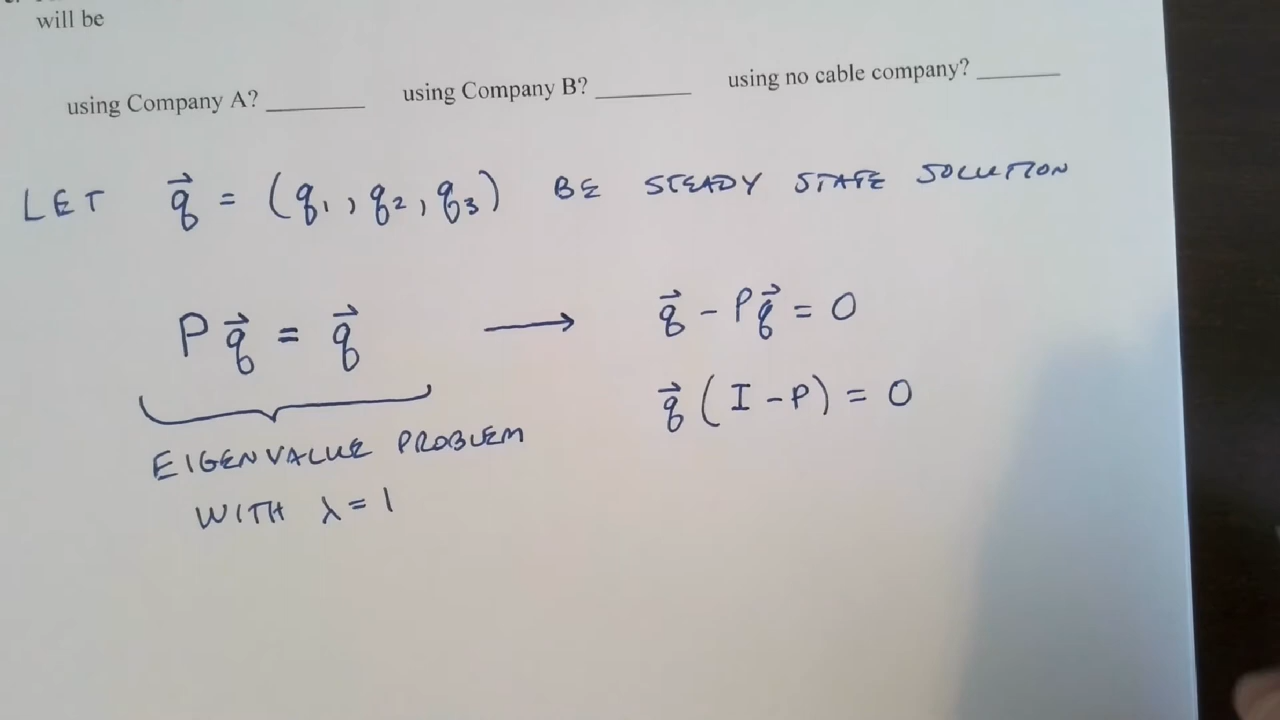 will be
using Company A? ________ using Company B? ________ using no cable company? ________
LET q⃗ = (q₁, q₂, q₃) BE STEADY STATE SOLUTION
Pq⃗ = q⃗ ⟶ q⃗ - Pq⃗ = 0
q⃗ (I - P) = 0
EIGENVALUE PROBLEM
WITH λ = 1